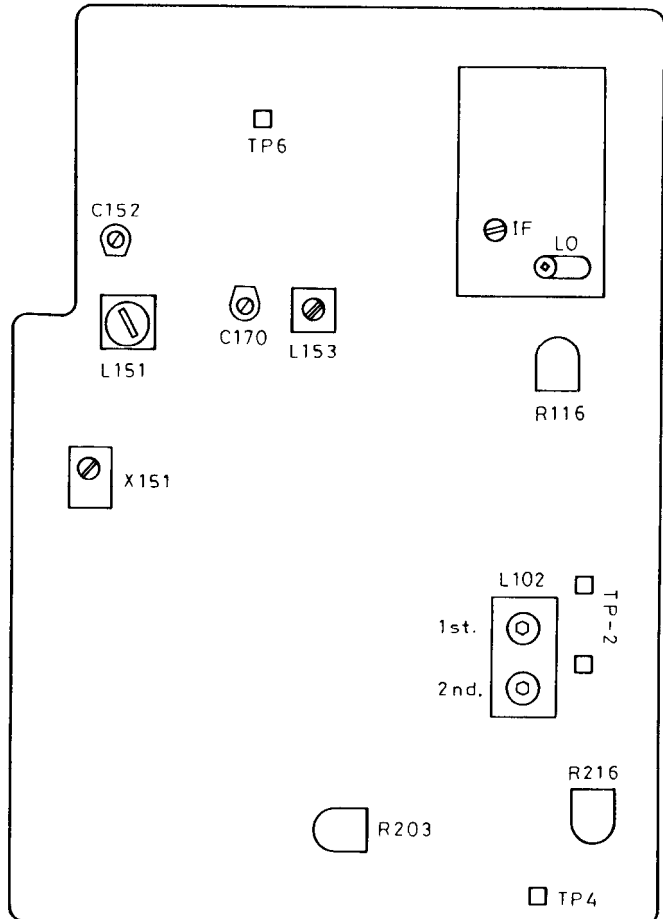 TP6
C152
IF
LO
L151
C170
L153
R116
X151
L102
TP-2
1st.
2nd.
R216
R203
TP4